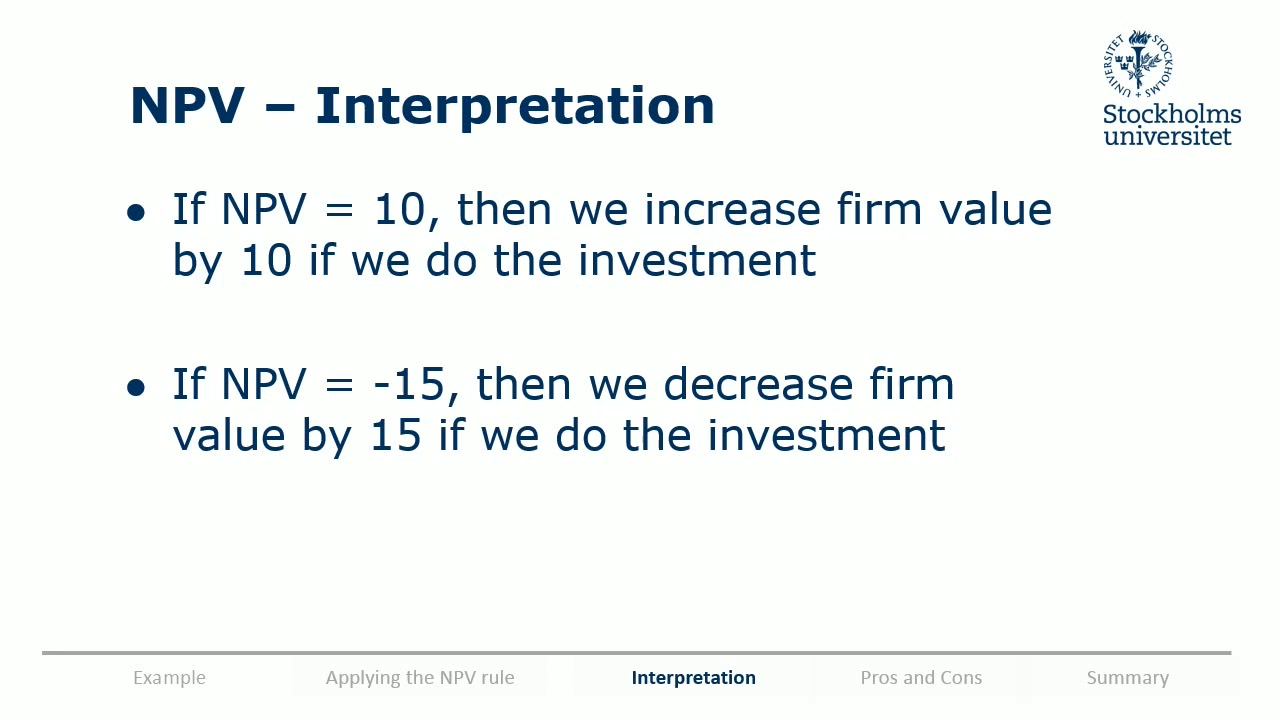 NPV – Interpretation
UNIVERSITET + STOCKHOLMS
Stockholms
universitet
● If NPV = 10, then we increase firm value
by 10 if we do the investment
● If NPV = -15, then we decrease firm
value by 15 if we do the investment
Example Applying the NPV rule Interpretation Pros and Cons Summary